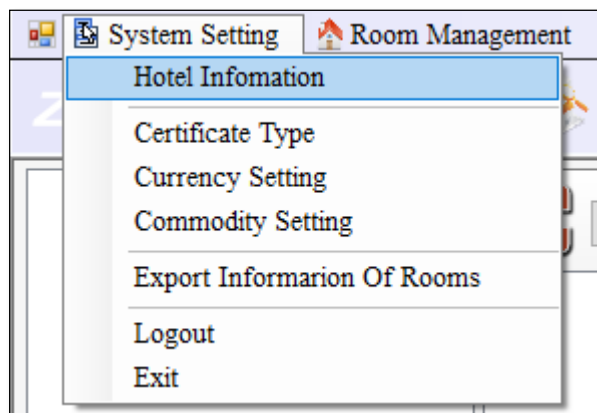 System Setting Room Management
Hotel Infomation
Certificate Type
Currency Setting
Commodity Setting
Export Informarion Of Rooms
Logout
Exit